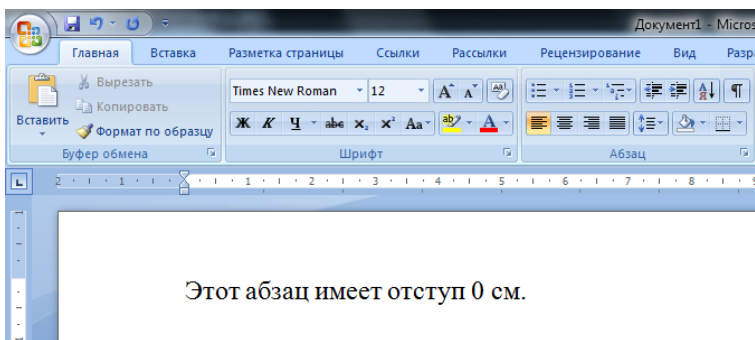 Документ1 - Micros
Главная Вставка Разметка страницы Ссылки Рассылки Рецензирование Вид Разр
Вставить
Вырезать
Копировать
Формат по образцу
Буфер обмена
Times New Roman 12
Ж К Ч abe x₂ x² Aa ab A
Шрифт
Абзац
2 1 1 2 3 4 5 6 7 8 9
Этот абзац имеет отступ 0 см.